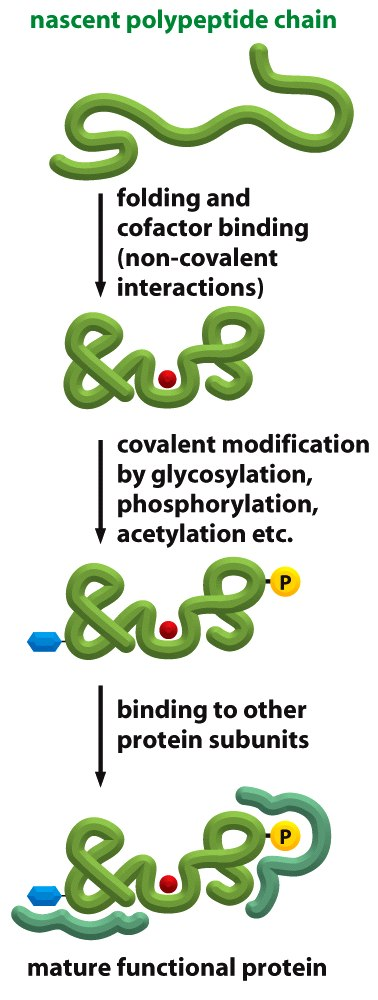 nascent polypeptide chain
folding and
cofactor binding
(non-covalent
interactions)
covalent modification
by glycosylation,
phosphorylation,
acetylation etc.
P
binding to other
protein subunits
P
mature functional protein